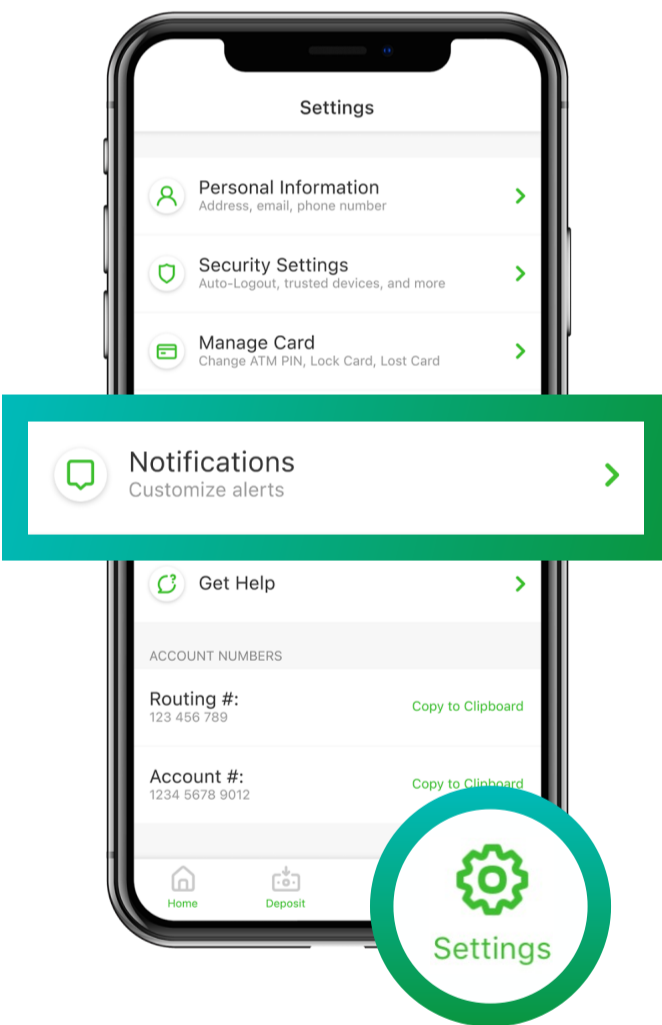 Settings
Personal Information
Address, email, phone number
Security Settings
Auto-Logout, trusted devices, and more
Manage Card
Change ATM PIN, Lock Card, Lost Card
Notifications
Customize alerts
Get Help
ACCOUNT NUMBERS
Routing #:
123 456 789
Copy to Clipboard
Account #:
1234 5678 9012
Copy to Clipboard
Home
Deposit
Settings